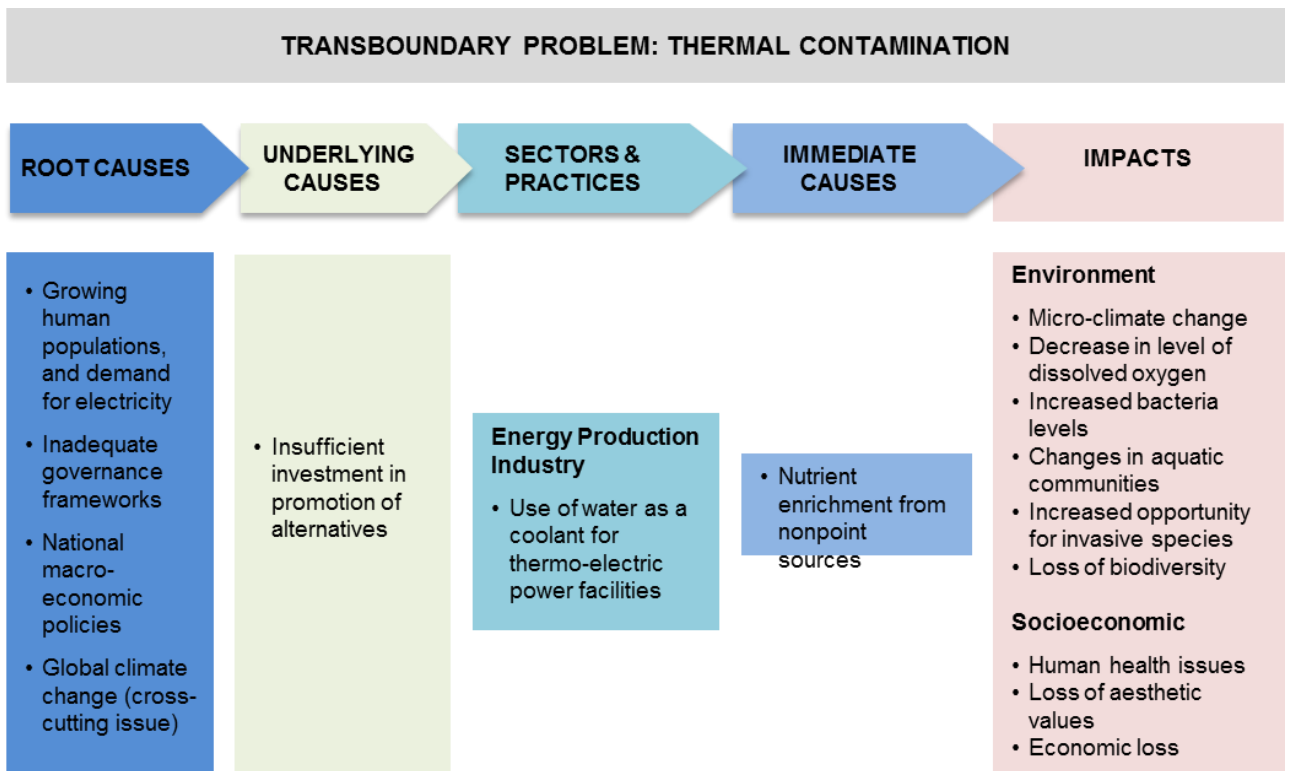 TRANSBOUNDARY PROBLEM: THERMAL CONTAMINATION
ROOT CAUSES
UNDERLYING
CAUSES
SECTORS &
PRACTICES
IMMEDIATE
CAUSES
IMPACTS
• Growing
human
populations,
and demand
for electricity
• Inadequate
governance
frameworks
• National
macro-
economic
policies
• Global climate
change (cross-
cutting issue)
• Insufficient
investment in
promotion of
alternatives
Energy Production
Industry
• Use of water as a
coolant for
thermo-electric
power facilities
• Nutrient
enrichment from
nonpoint
sources
Environment
• Micro-climate change
• Decrease in level of
dissolved oxygen
• Increased bacteria
levels
• Changes in aquatic
communities
• Increased opportunity
for invasive species
• Loss of biodiversity
Socioeconomic
• Human health issues
• Loss of aesthetic
values
• Economic loss